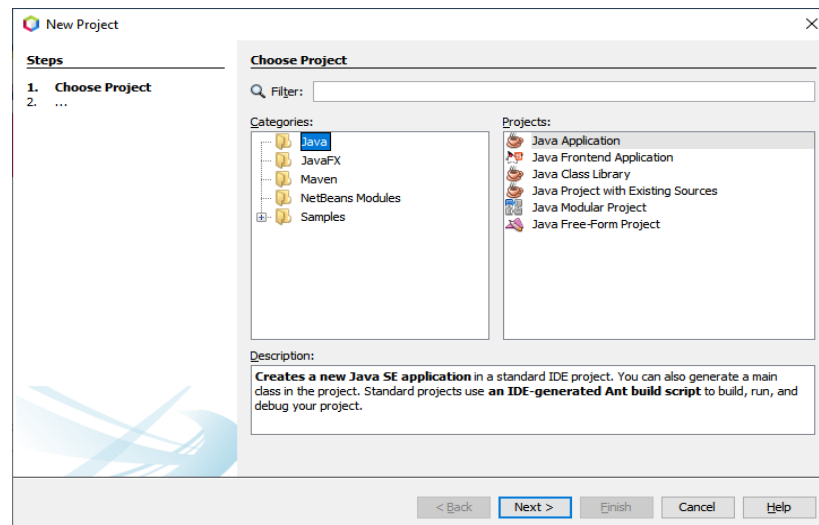 New Project
Steps
1. Choose Project
2. ...
Choose Project
Filter:
Categories:
Java
JavaFX
Maven
NetBeans Modules
Samples
Projects:
Java Application
Java Frontend Application
Java Class Library
Java Project with Existing Sources
Java Modular Project
Java Free-Form Project
Description:
Creates a new Java SE application in a standard IDE project. You can also generate a main
class in the project. Standard projects use an IDE-generated Ant build script to build, run, and
debug your project.
< Back
Next >
Finish
Cancel
Help